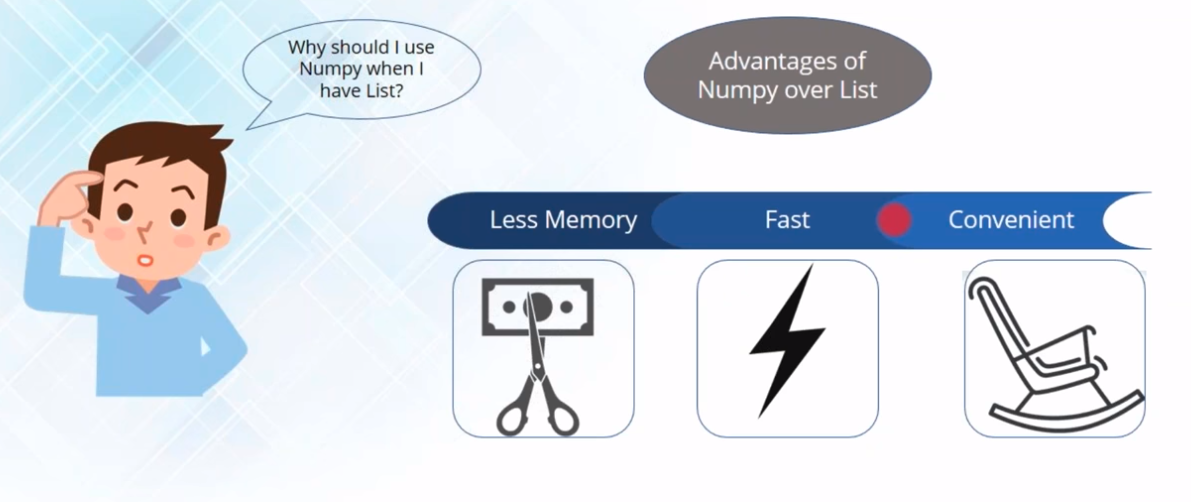 Why should I use
Numpy when I
have List?
Advantages of
Numpy over List
Less Memory
Fast
Convenient